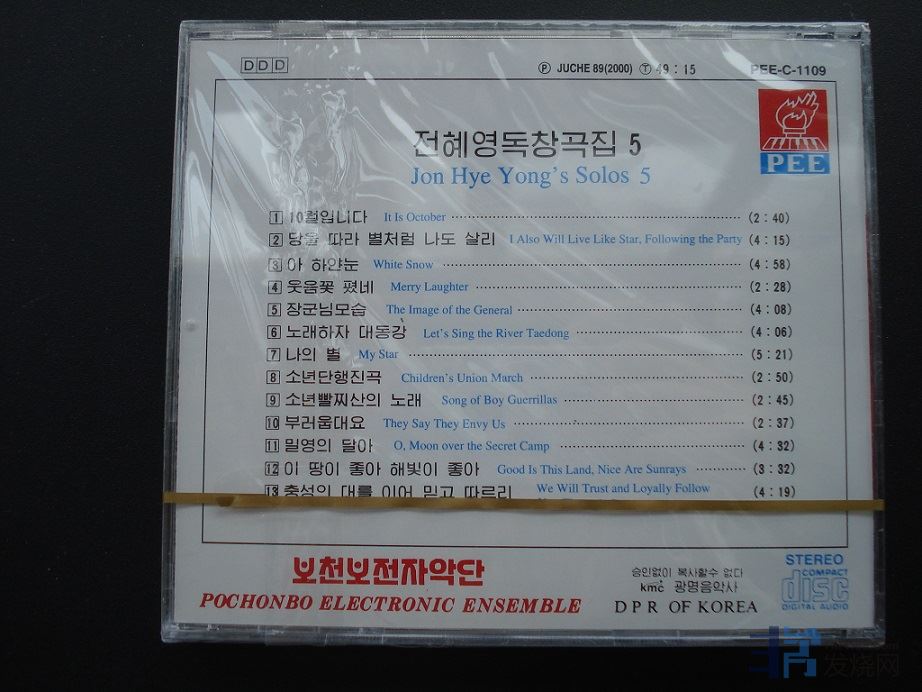 DDD Ⓟ JUCHE 89(2000) Ⓣ 49:15 PEE-C-1109
전혜영독창곡집 5
Jon Hye Yong's Solos 5
PEE
1 10월입니다 It Is October (2:40)
2 당을 따라 별처럼 나도 살리 I Also Will Live Like Star, Following the Party (4:15)
3 아 하얀눈 White Snow (4:58)
4 웃음꽃 폈네 Merry Laughter (2:28)
5 장군님모습 The Image of the General (4:08)
6 노래하자 대동강 Let's Sing the River Taedong (4:06)
7 나의 별 My Star (5:21)
8 소년단행진곡 Children's Union March (2:50)
9 소년빨찌산의 노래 Song of Boy Guerrillas (2:45)
10 부러움대요 They Say They Envy Us (2:37)
11 밀영의 달아 O, Moon over the Secret Camp (4:32)
12 이 땅이 좋아 해빛이 좋아 Good Is This Land, Nice Are Sunrays (3:32)
13 충성의 대를 이어 믿고 따르리 We Will Trust and Loyally Follow (4:19)
보천보전자악단
POCHONBO ELECTRONIC ENSEMBLE
승인없이 복사할수 없다
kmc 광명음악사
D P R OF KOREA
STEREO
COMPACT
disc
DIGITAL AUDIO
发烧网